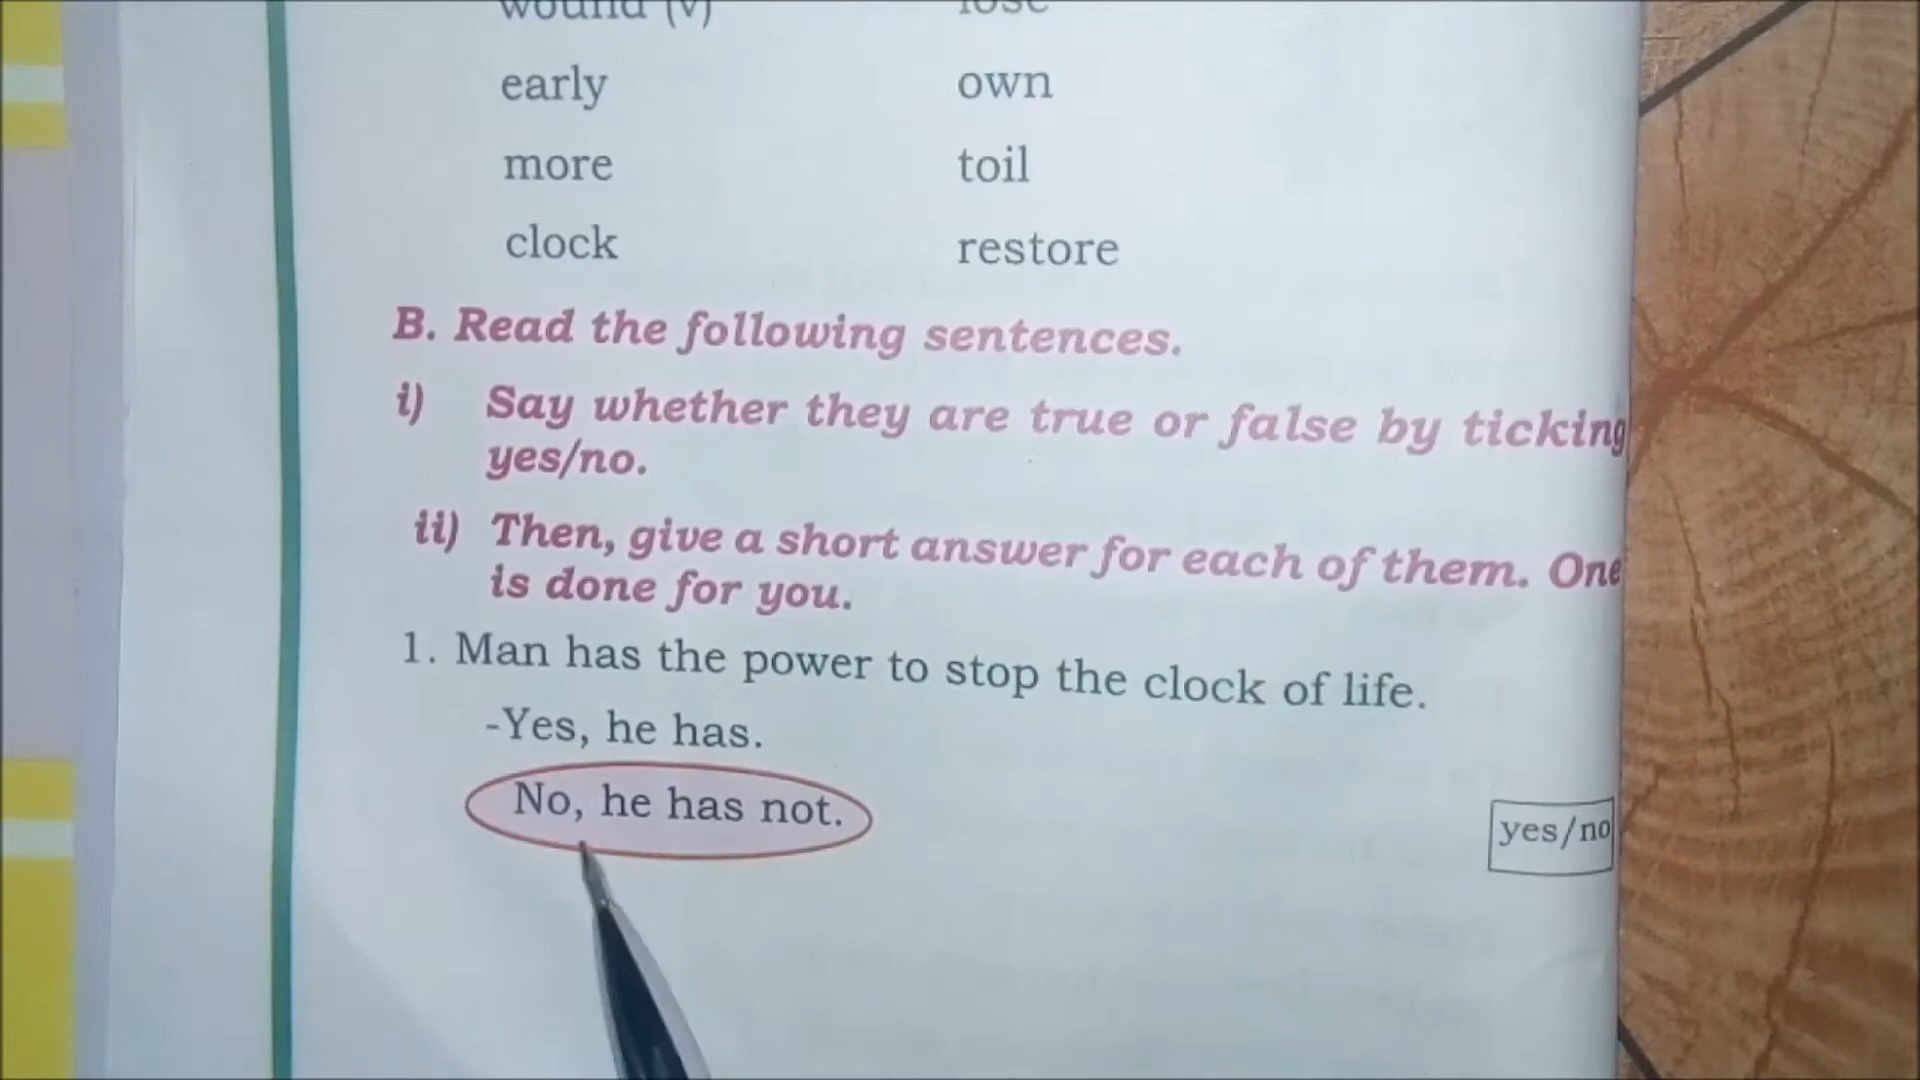 wound (v) lose
early own
more toil
clock restore
B. Read the following sentences.
i) Say whether they are true or false by ticking
yes/no.
ii) Then, give a short answer for each of them. One
is done for you.
1. Man has the power to stop the clock of life.
-Yes, he has.
No, he has not.
yes/no